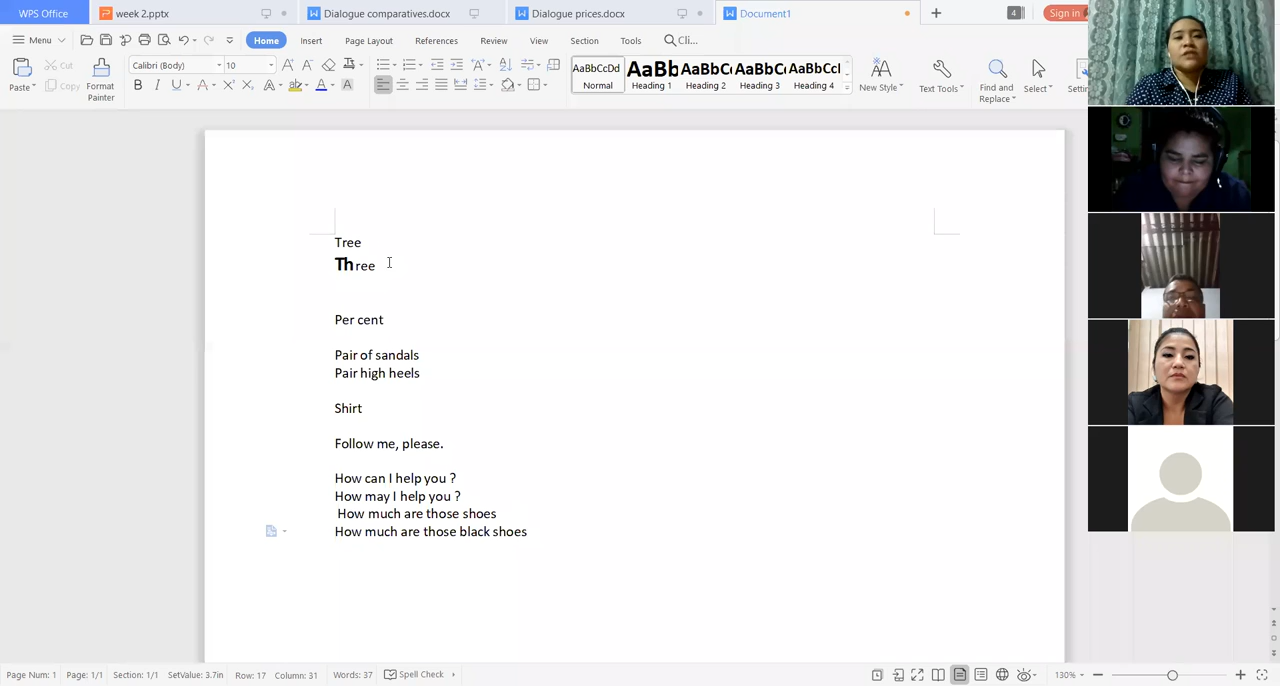 WPS Office
week 2.pptx
Dialogue comparatives.docx
Dialogue prices.docx
Document1
4
Sign in
Menu
Home
Insert
Page Layout
References
Review
View
Section
Tools
Cli...
Paste
Cut
Copy
Format Painter
Calibri (Body)
10
AaBbCcDd
Normal
AaBb
Heading 1
AaBbC
Heading 2
AaBbC
Heading 3
AaBbCcI
Heading 4
New Style
Text Tools
Find and Replace
Select
Tree
Three
Per cent
Pair of sandals
Pair high heels
Shirt
Follow me, please.
How can I help you ?
How may I help you ?
How much are those shoes
How much are those black shoes
Page Num: 1
Page: 1/1
Section: 1/1
SetValue: 3.7in
Row: 17
Column: 31
Words: 37
Spell Check
130%